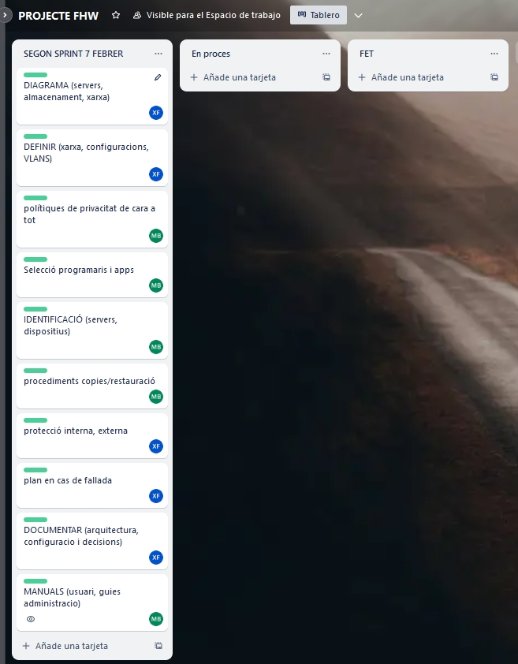 PROJECTE FHW
Visible para el Espacio de trabajo
Tablero
SEGON SPRINT 7 FEBRER
DIAGRAMA (servers,
almacenament, xarxa)
XF
DEFINIR (xarxa, configuracions,
VLANS)
XF
polítiques de privacitat de cara a
tot
MB
Selecció programaris i apps
MB
IDENTIFICACIÓ (servers,
dispositius)
MB
procediments copies/restauració
MB
protecció interna, externa
XF
plan en cas de fallada
XF
DOCUMENTAR (arquitectura,
configuracio i decisions)
XF
MANUALS (usuari, guies
administracio)
MB
Añade una tarjeta
En proces
Añade una tarjeta
FET
Añade una tarjeta